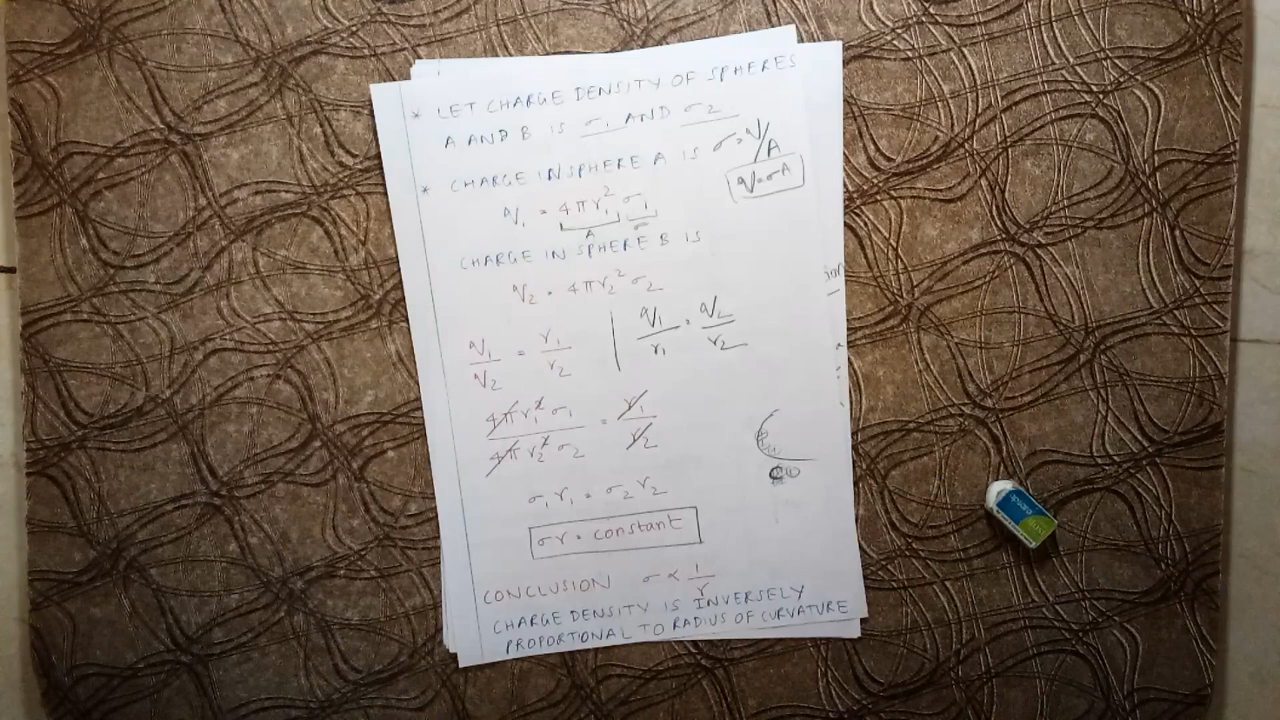 * LET CHARGE DENSITY OF SPHERES
A AND B IS σ₁ AND σ₂
σ = q/A
* CHARGE IN SPHERE A IS
q = σA
q₁ = 4πr₁² σ₁
A σ
CHARGE IN SPHERE B IS
q₂ = 4πr₂² σ₂
q₁/q₂ = r₁/r₂ | q₁/r₁ = q₂/r₂
4πr₁² σ₁ / 4πr₂² σ₂ = r₁/r₂
σ₁ r₁ = σ₂ r₂
σr = constant
CONCLUSION σ ∝ 1/r
CHARGE DENSITY IS INVERSELY
PROPORTIONAL TO RADIUS OF CURVATURE
apsara